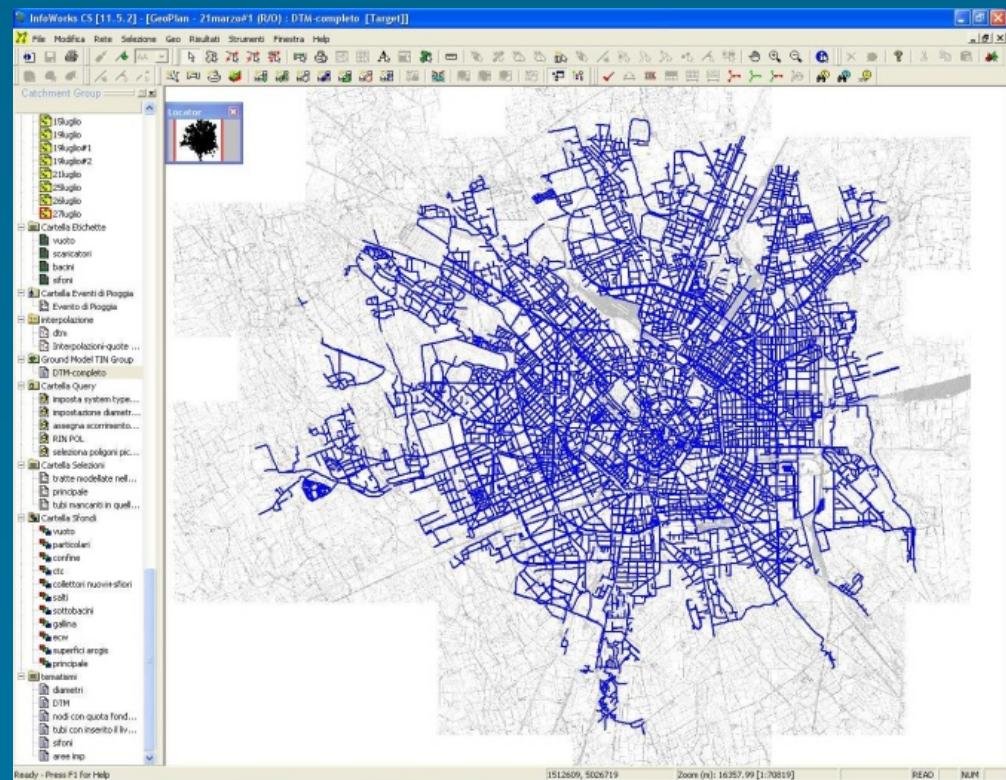 InfoWorks CS [11.5.2] - [GeoPlan - 21marzo#1 (R/O) : DTM-completo [Target]]
File Modifica Rete Selezione Geo Risultati Strumenti Finestra Help
Catchment Group
Locator
15luglio
19luglio
19luglio#1
19luglio#2
21luglio
25luglio
26luglio
27luglio
Cartella Etichette
vuoto
scaricatori
bacini
sifoni
Cartella Eventi di Pioggia
Evento di Pioggia
interpolazione
dtm
Interpolazioni-quote ...
Ground Model TIN Group
DTM-completo
Cartella Query
imposta system type...
impostazione diametr...
assegna scorrimento...
RIN POL
seleziona poligoni pic...
Cartella Selezioni
tratte modellate nell...
principale
tubi mancanti in quell...
Cartella Sfondi
vuoto
particolari
confine
ctc
collettori nuovi+sfiori
salti
sottobacini
gallina
ecw
superfici arcgis
principale
tematismi
diametri
DTM
nodi con quota fond...
tubi con inserito il liv...
sifoni
aree imp
Ready - Press F1 for Help 1512609, 5026719 Zoom (m): 16357.99 [1:70819] READ NUM